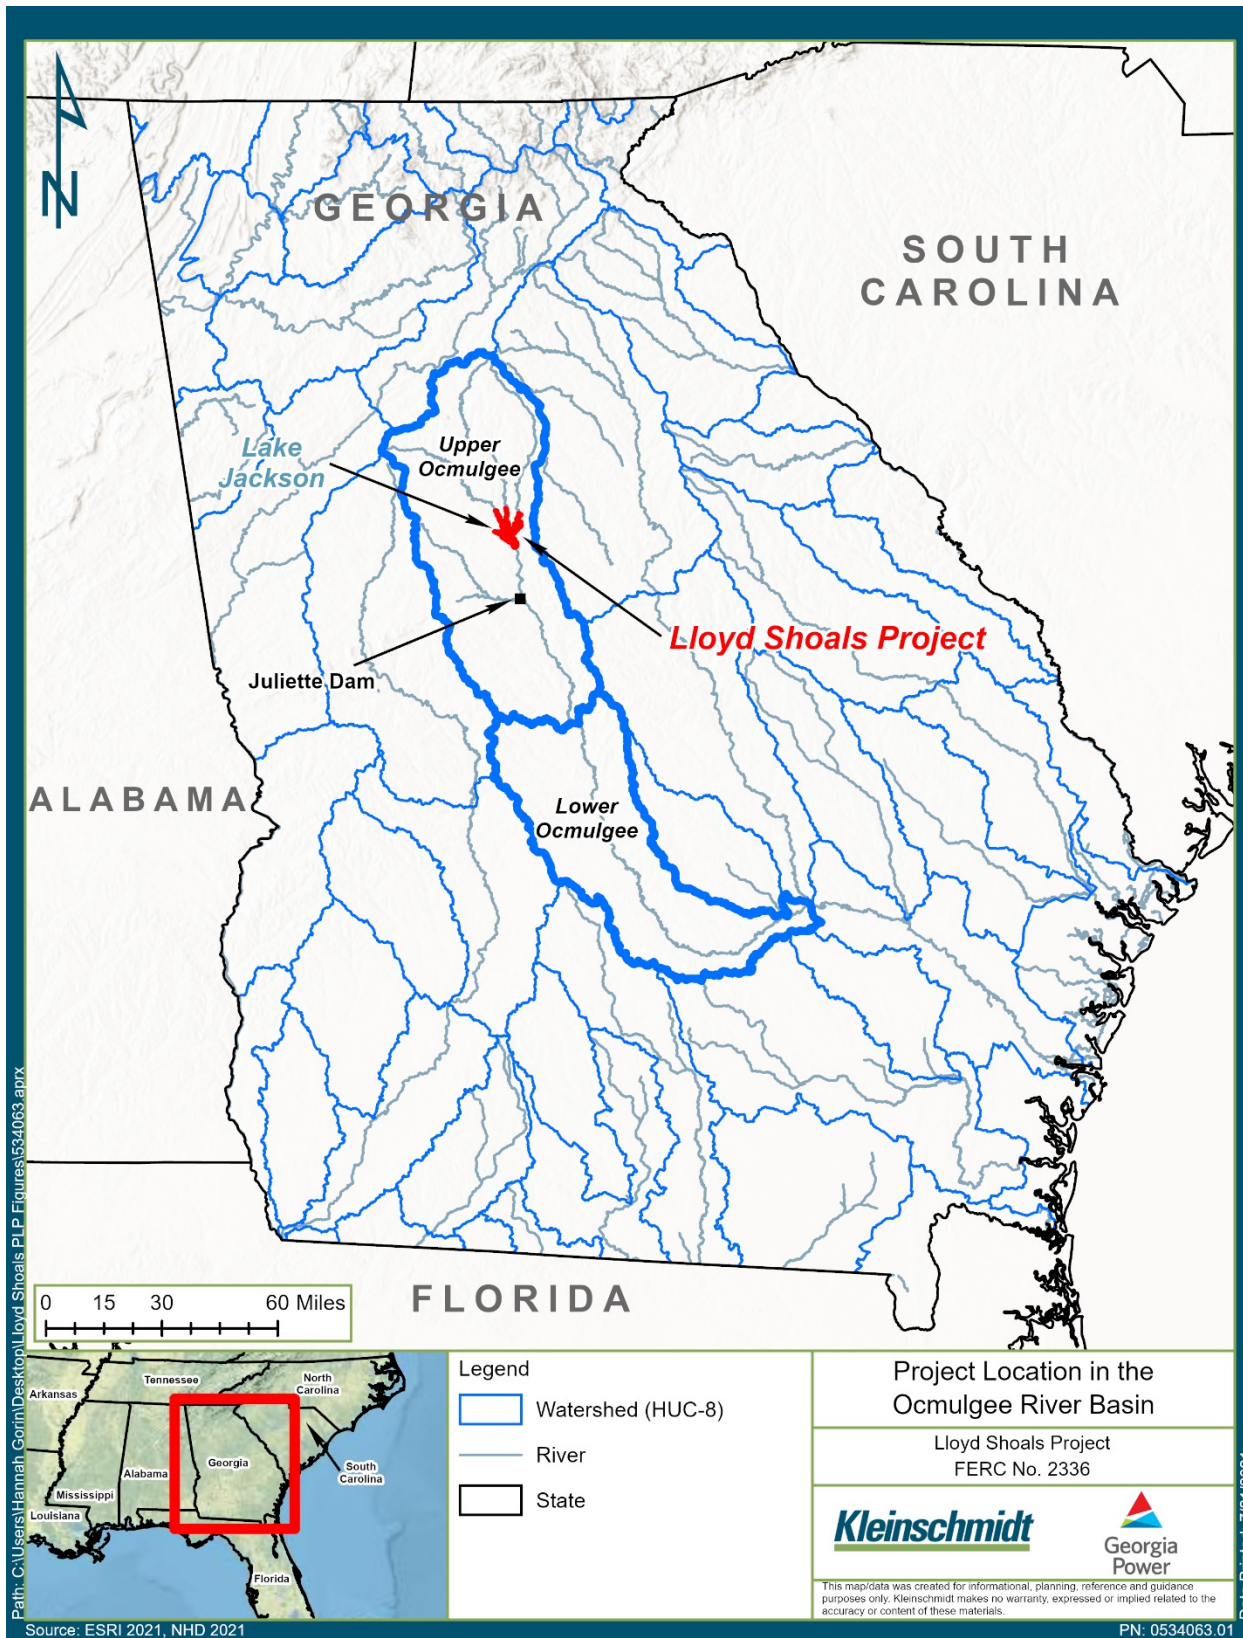 N
GEORGIA
SOUTH
CAROLINA
Upper
Ocmulgee
Lake
Jackson
Lloyd Shoals Project
Juliette Dam
ALABAMA
Lower
Ocmulgee
FLORIDA
0 15 30 60 Miles
Path: C:\Users\Hannah Gorin\Desktop\Lloyd Shoals PLP Figures\534063.aprx
Arkansas
Tennessee
North
Carolina
Georgia
Alabama
South
Carolina
Mississippi
Louisiana
Florida
Legend
Watershed (HUC-8)
River
State
Project Location in the
Ocmulgee River Basin
Lloyd Shoals Project
FERC No. 2336
Kleinschmidt
Georgia
Power
This map/data was created for informational, planning, reference and guidance
purposes only. Kleinschmidt makes no warranty, expressed or implied related to the
accuracy or content of these materials.
Source: ESRI 2021, NHD 2021
PN: 0534063.01